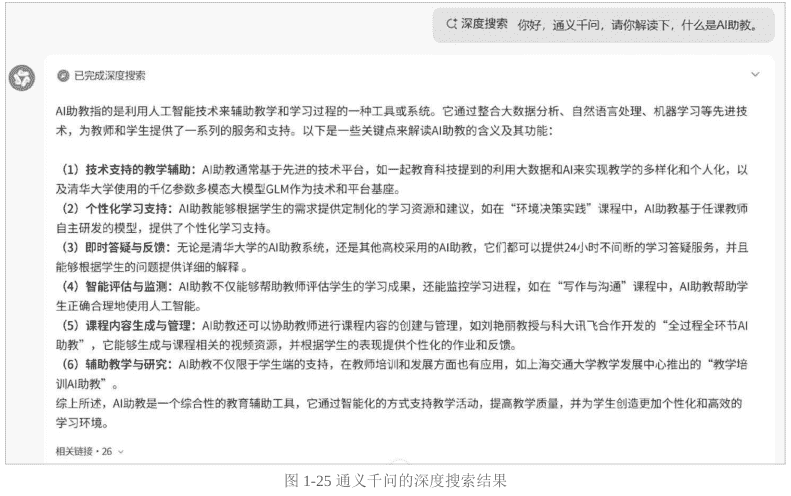 深度搜索 你好，通义千问，请你解读下，什么是AI助教。
已完成深度搜索
AI助教指的是利用人工智能技术来辅助教学和学习过程的一种工具或系统。它通过整合大数据分析、自然语言处理、机器学习等先进技
术，为教师和学生提供了一系列的服务和支持。以下是一些关键点来解读AI助教的含义及其功能：
（1）技术支持的教学辅助：AI助教通常基于先进的技术平台，如一起教育科技提到的利用大数据和AI来实现教学的多样化和个人化，以
及清华大学使用的千亿参数多模态大模型GLM作为技术和平台基座。
（2）个性化学习支持：AI助教能够根据学生的需求提供定制化的学习资源和建议，如在“环境决策实践”课程中，AI助教基于任课教师
自主研发的模型，提供了个性化学习支持。
（3）即时答疑与反馈：无论是清华大学的AI助教系统，还是其他高校采用的AI助教，它们都可以提供24小时不间断的学习答疑服务，并且
能够根据学生的问题提供详细的解释 。
（4）智能评估与监测：AI助教不仅能够帮助教师评估学生的学习成果，还能监控学习进程，如在“写作与沟通”课程中，AI助教帮助学
生正确合理地使用人工智能。
（5）课程内容生成与管理：AI助教还可以协助教师进行课程内容的创建与管理，如刘艳丽教授与科大讯飞合作开发的“全过程全环节AI
助教”，它能够生成与课程相关的视频资源，并根据学生的表现提供个性化的作业和反馈。
（6）辅助教学与研究：AI助教不仅限于学生端的支持，在教师培训和发展方面也有应用，如上海交通大学教学发展中心推出的“教学培
训AI助教”。
综上所述，AI助教是一个综合性的教育辅助工具，它通过智能化的方式支持教学活动，提高教学质量，并为学生创造更加个性化和高效的
学习环境。
相关链接·26
图 1-25 通义千问的深度搜索结果